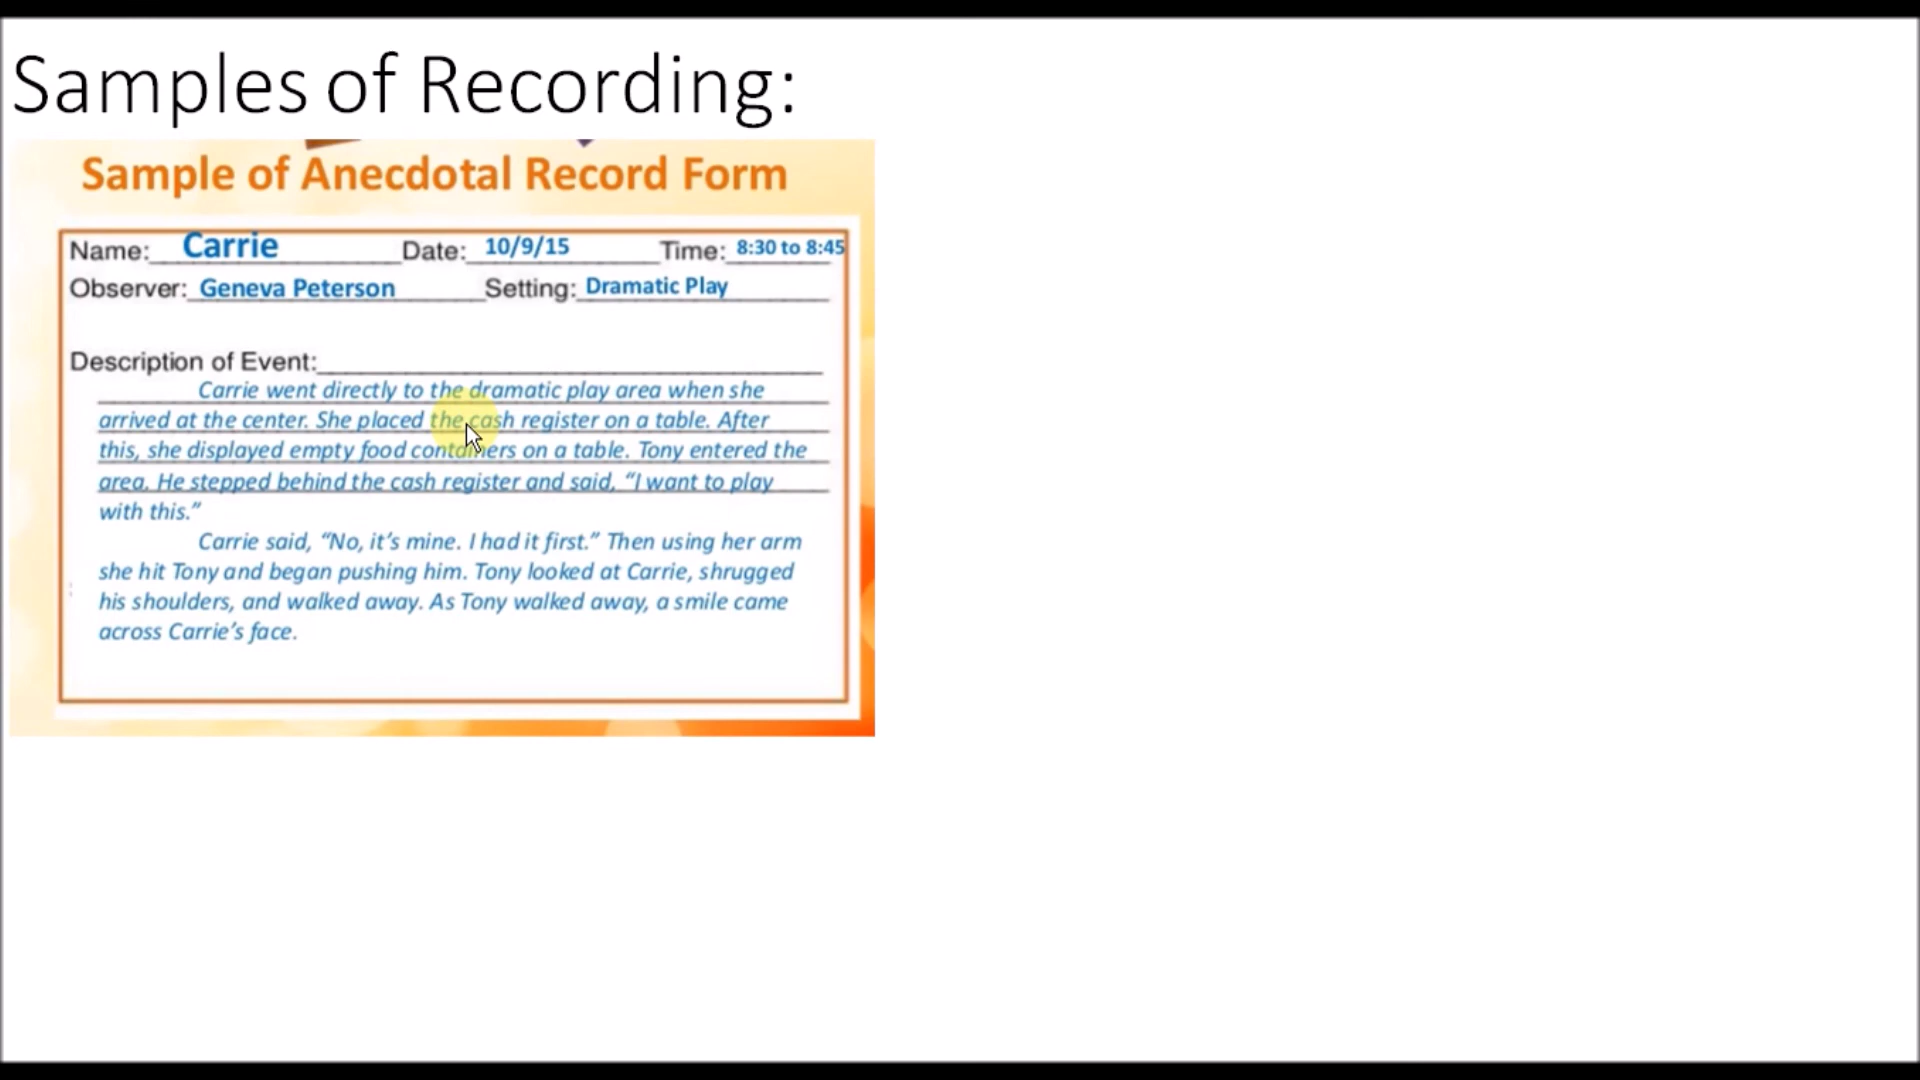 Samples of Recording:
Sample of Anecdotal Record Form
Name: Carrie Date: 10/9/15 Time: 8:30 to 8:45
Observer: Geneva Peterson Setting: Dramatic Play
Description of Event:
Carrie went directly to the dramatic play area when she
arrived at the center. She placed the cash register on a table. After
this, she displayed empty food containers on a table. Tony entered the
area. He stepped behind the cash register and said, “I want to play
with this.”
Carrie said, “No, it’s mine. I had it first.” Then using her arm
she hit Tony and began pushing him. Tony looked at Carrie, shrugged
his shoulders, and walked away. As Tony walked away, a smile came
across Carrie’s face.